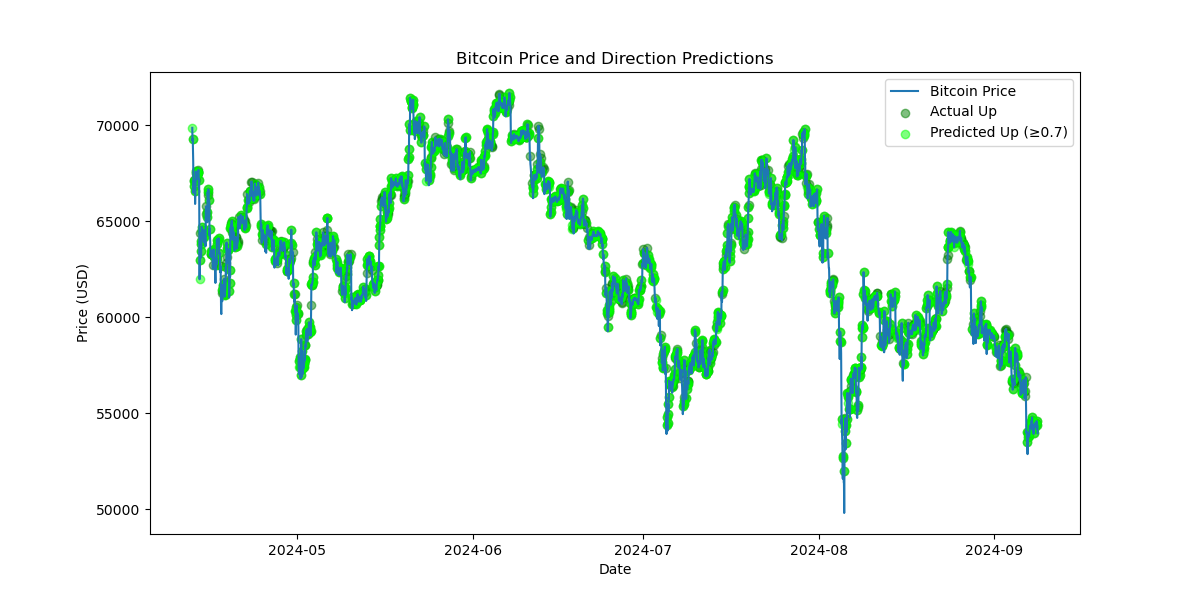 Bitcoin Price and Direction Predictions
Bitcoin Price
Actual Up
Predicted Up (≥0.7)
Price (USD)
70000
65000
60000
55000
50000
2024-05
2024-06
2024-07
2024-08
2024-09
Date